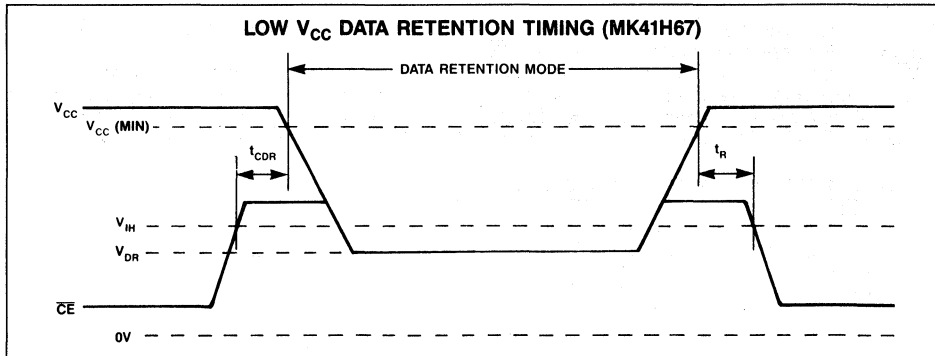 LOW VCC DATA RETENTION TIMING (MK41H67)
DATA RETENTION MODE
VCC
VCC (MIN)
tCDR
tR
VIH
VDR
CE
0V